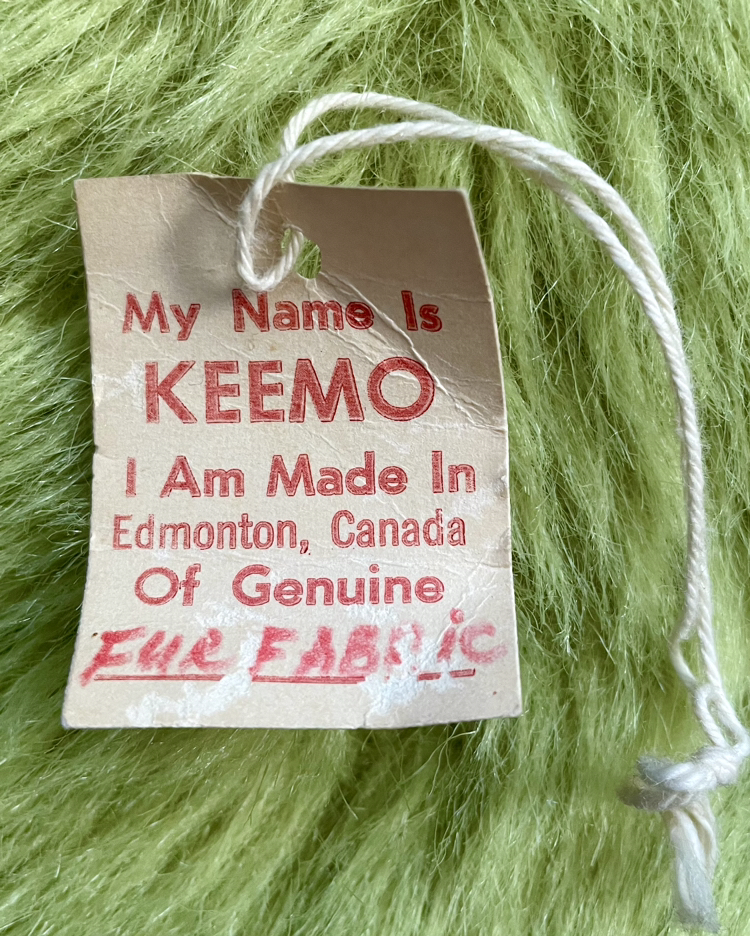 My Name Is
KEEMO
I Am Made In
Edmonton, Canada
Of Genuine
FUR FABRiC